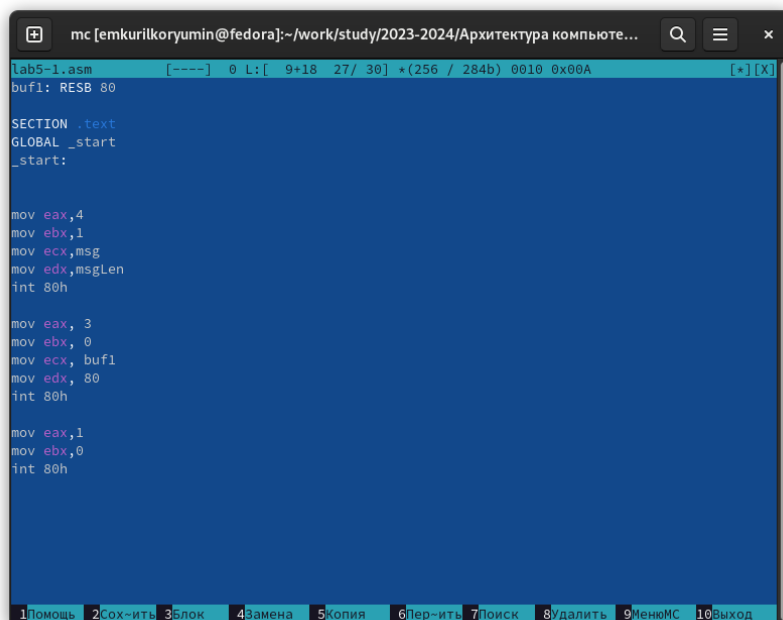 mc [emkurilkoryumin@fedora]:~/work/study/2023-2024/Архитектура компьюте...
lab5-1.asm [----] 0 L:[ 9+18 27/ 30] *(256 / 284b) 0010 0x00A [*][X]
buf1: RESB 80
SECTION .text
GLOBAL _start
_start:
mov eax,4
mov ebx,1
mov ecx,msg
mov edx,msgLen
int 80h
mov eax, 3
mov ebx, 0
mov ecx, buf1
mov edx, 80
int 80h
mov eax,1
mov ebx,0
int 80h
1Помощь 2Сох~ить 3Блок 4Замена 5Копия 6Пер~ить 7Поиск 8Удалить 9МенюMC 10Выход